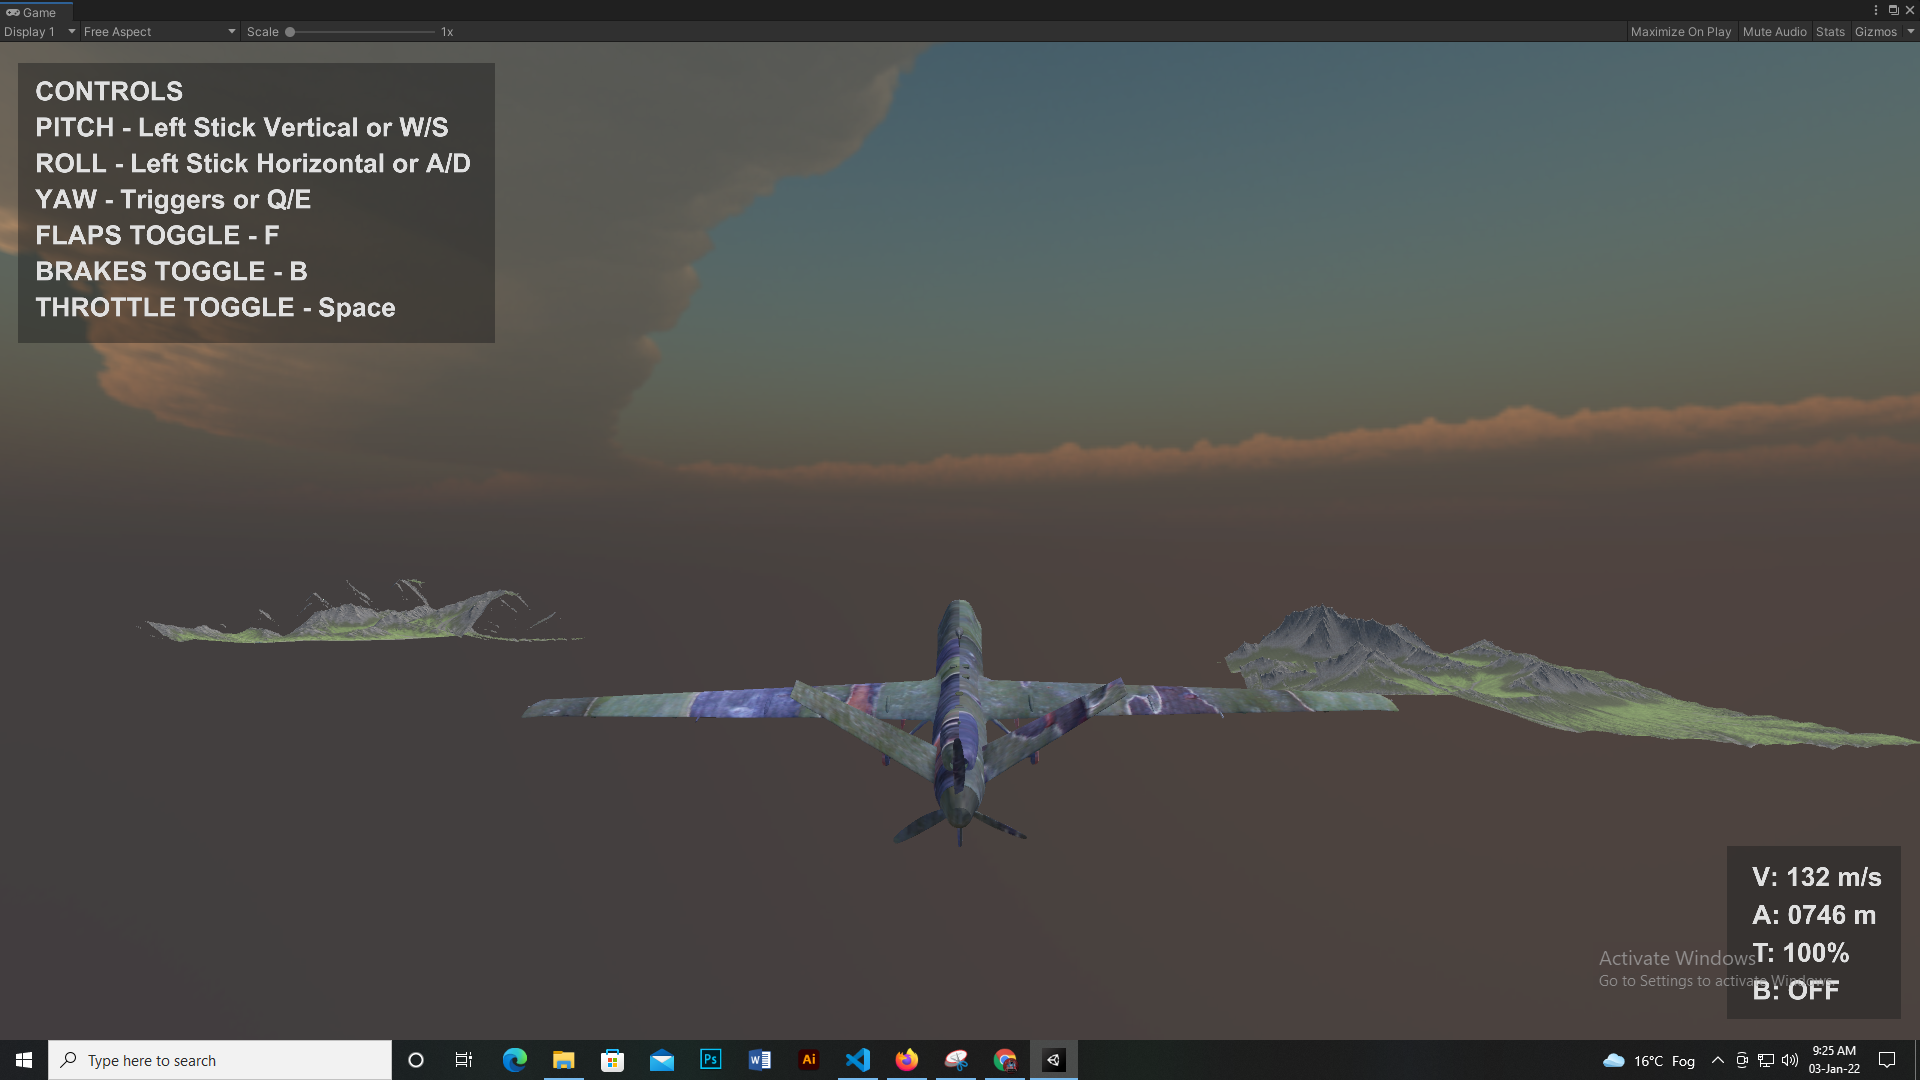 Game
Display 1
Free Aspect
Scale
1x
Maximize On Play
Mute Audio
Stats
Gizmos
CONTROLS
PITCH - Left Stick Vertical or W/S
ROLL - Left Stick Horizontal or A/D
YAW - Triggers or Q/E
FLAPS TOGGLE - F
BRAKES TOGGLE - B
THROTTLE TOGGLE - Space
V: 132 m/s
A: 0746 m
T: 100%
B: OFF
Activate Windows
Go to Settings to activate Windows.
Type here to search
Ps
W
Ai
16°C Fog
9:25 AM
03-Jan-22